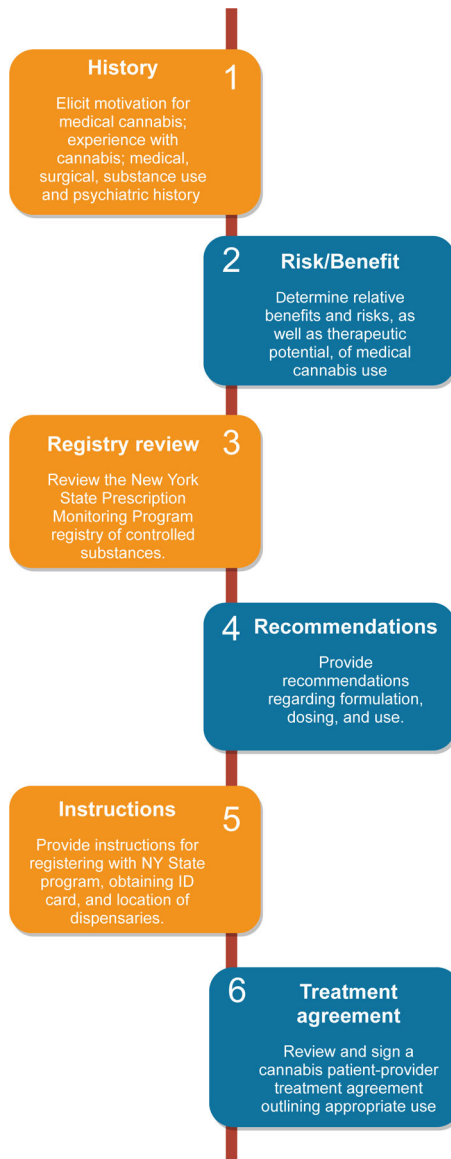 History
1
Elicit motivation for
medical cannabis;
experience with
cannabis; medical,
surgical, substance use
and psychiatric history
2
Risk/Benefit
Determine relative
benefits and risks, as
well as therapeutic
potential, of medical
cannabis use
Registry review
3
Review the New York
State Prescription
Monitoring Program
registry of controlled
substances.
4
Recommendations
Provide
recommendations
regarding formulation,
dosing, and use.
Instructions
5
Provide instructions for
registering with NY State
program, obtaining ID
card, and location of
dispensaries.
6
Treatment
agreement
Review and sign a
cannabis patient-provider
treatment agreement
outlining appropriate use